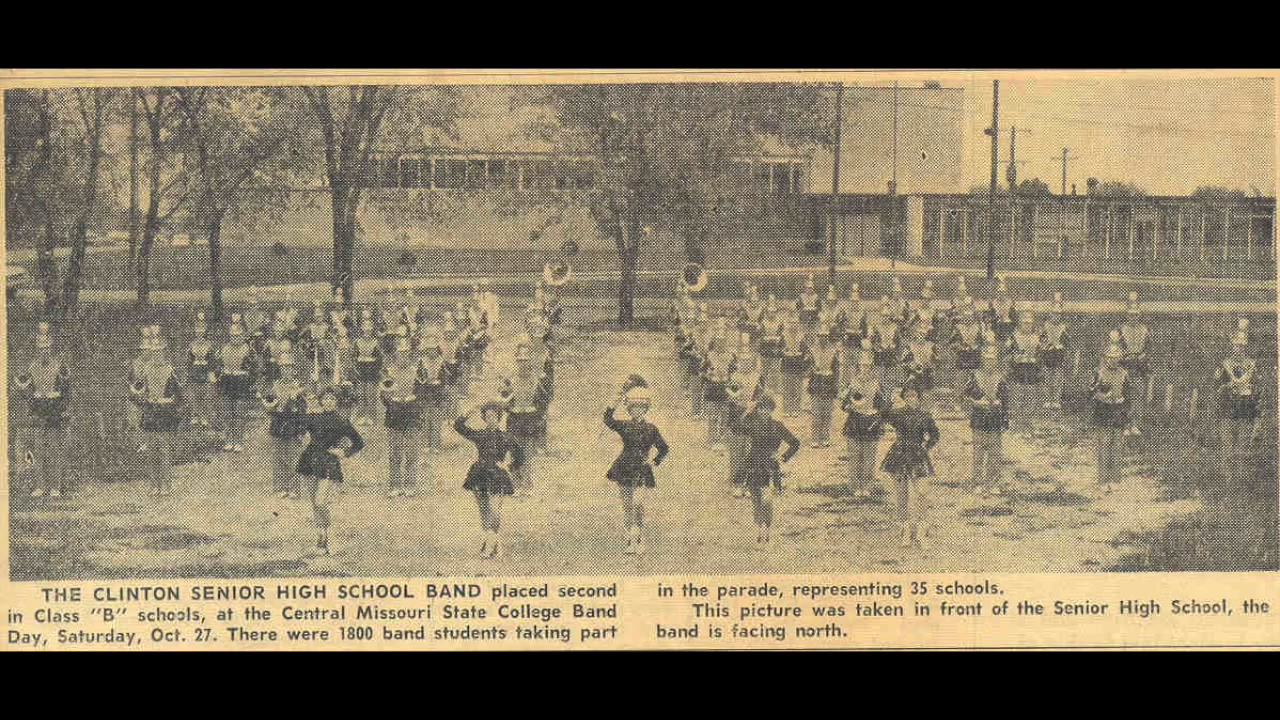 THE CLINTON SENIOR HIGH SCHOOL BAND placed second
in Class "B" schools, at the Central Missouri State College Band
Day, Saturday, Oct. 27. There were 1800 band students taking part
in the parade, representing 35 schools.
This picture was taken in front of the Senior High School, the
band is facing north.